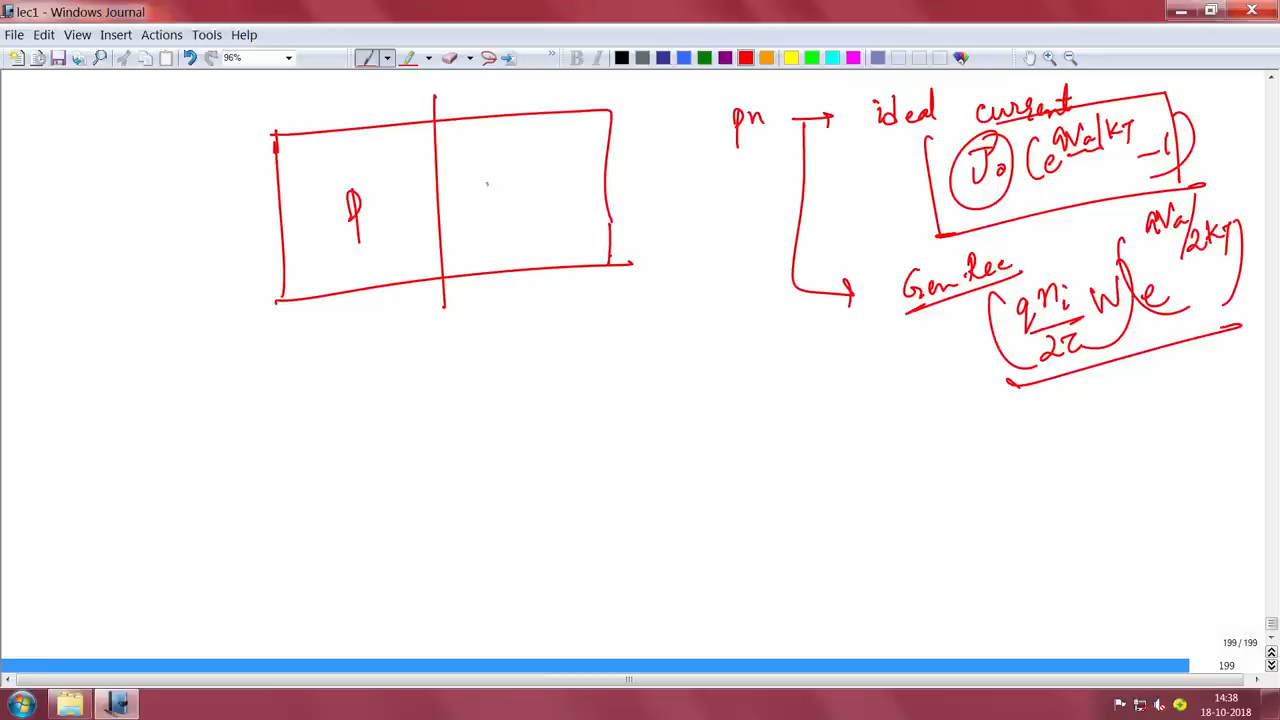 lec1 - Windows Journal
File Edit View Insert Actions Tools Help
96%
B I
p
pn → ideal current
J₀ (e^qVa/KT - 1)
Gen. Rec
qni/2τ W (e^qVa/2KT)
199 / 199
199
14:38
18-10-2018